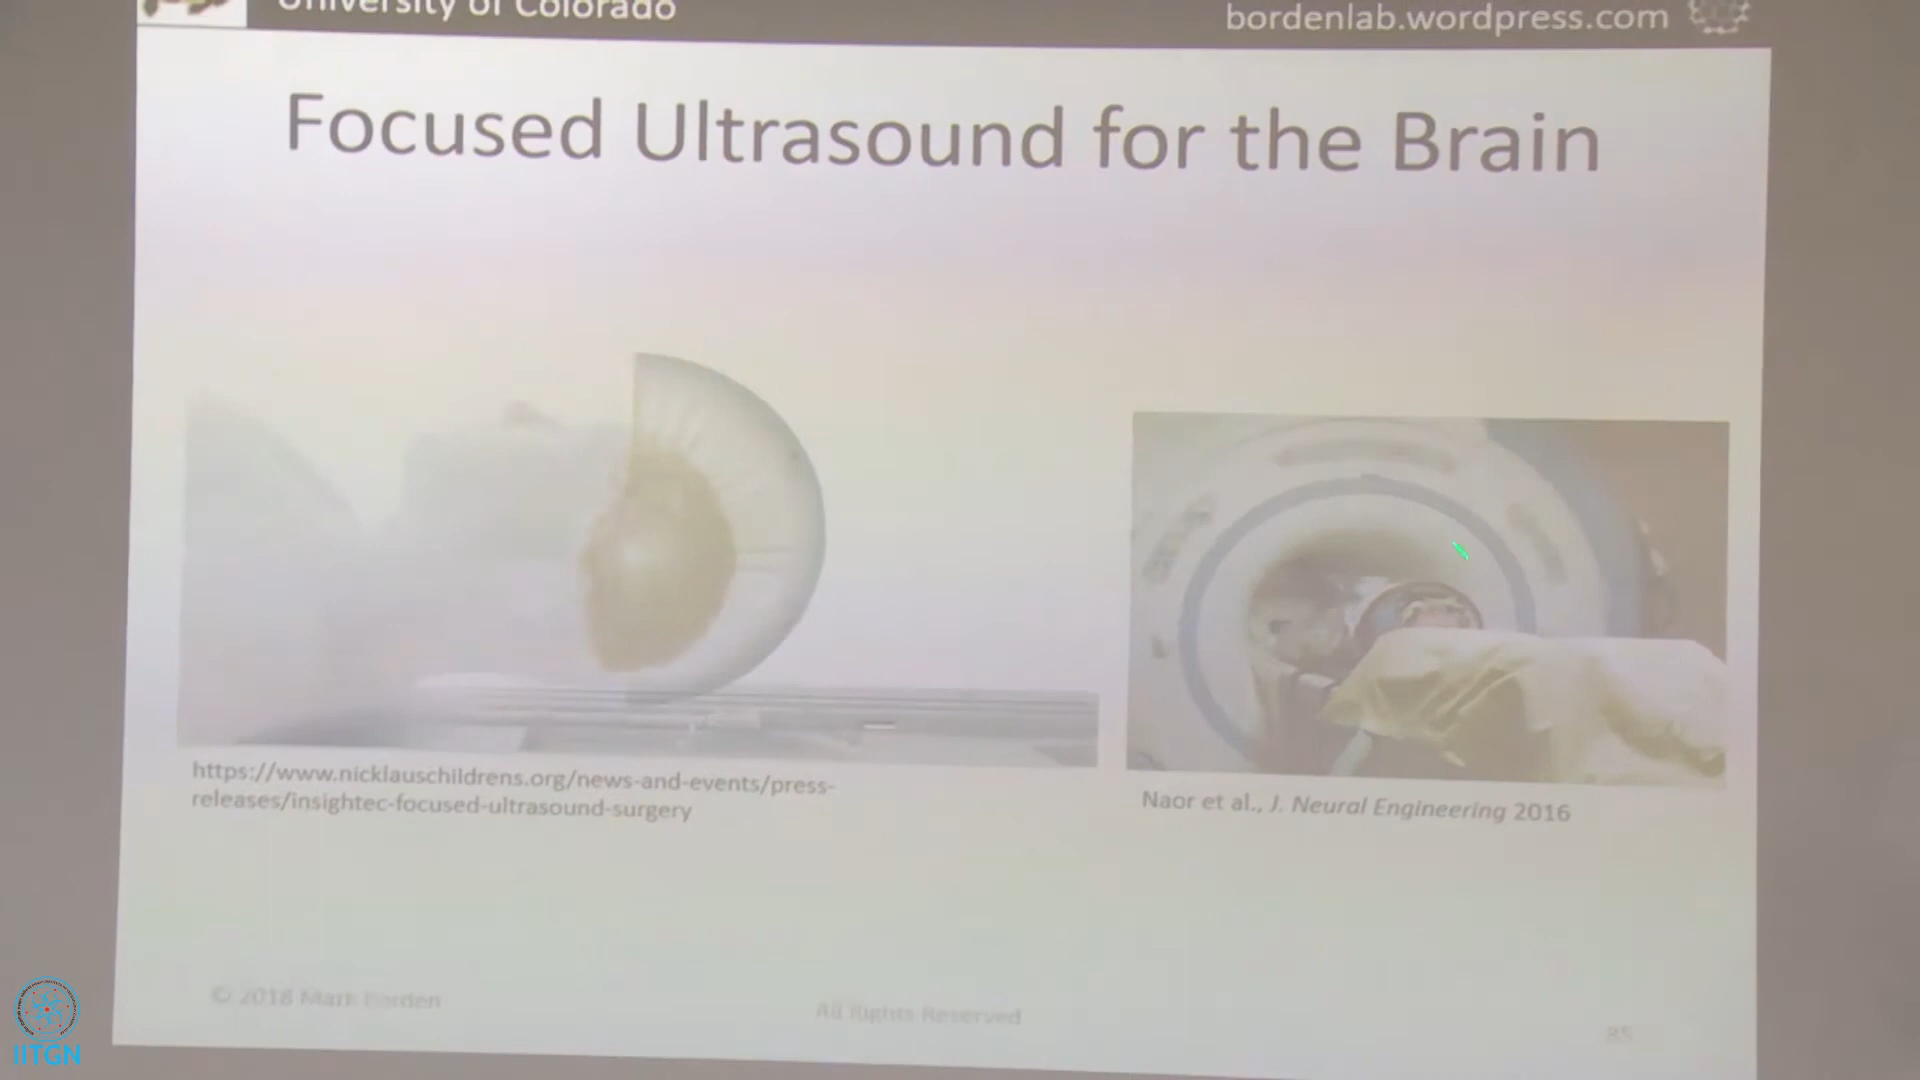 University of Colorado
bordenlab.wordpress.com
Focused Ultrasound for the Brain
https://www.nicklauschildrens.org/news-and-events/press-
releases/insightec-focused-ultrasound-surgery
Naor et al., J. Neural Engineering 2016
© 2018 Mark Borden
All Rights Reserved
85
IITGN